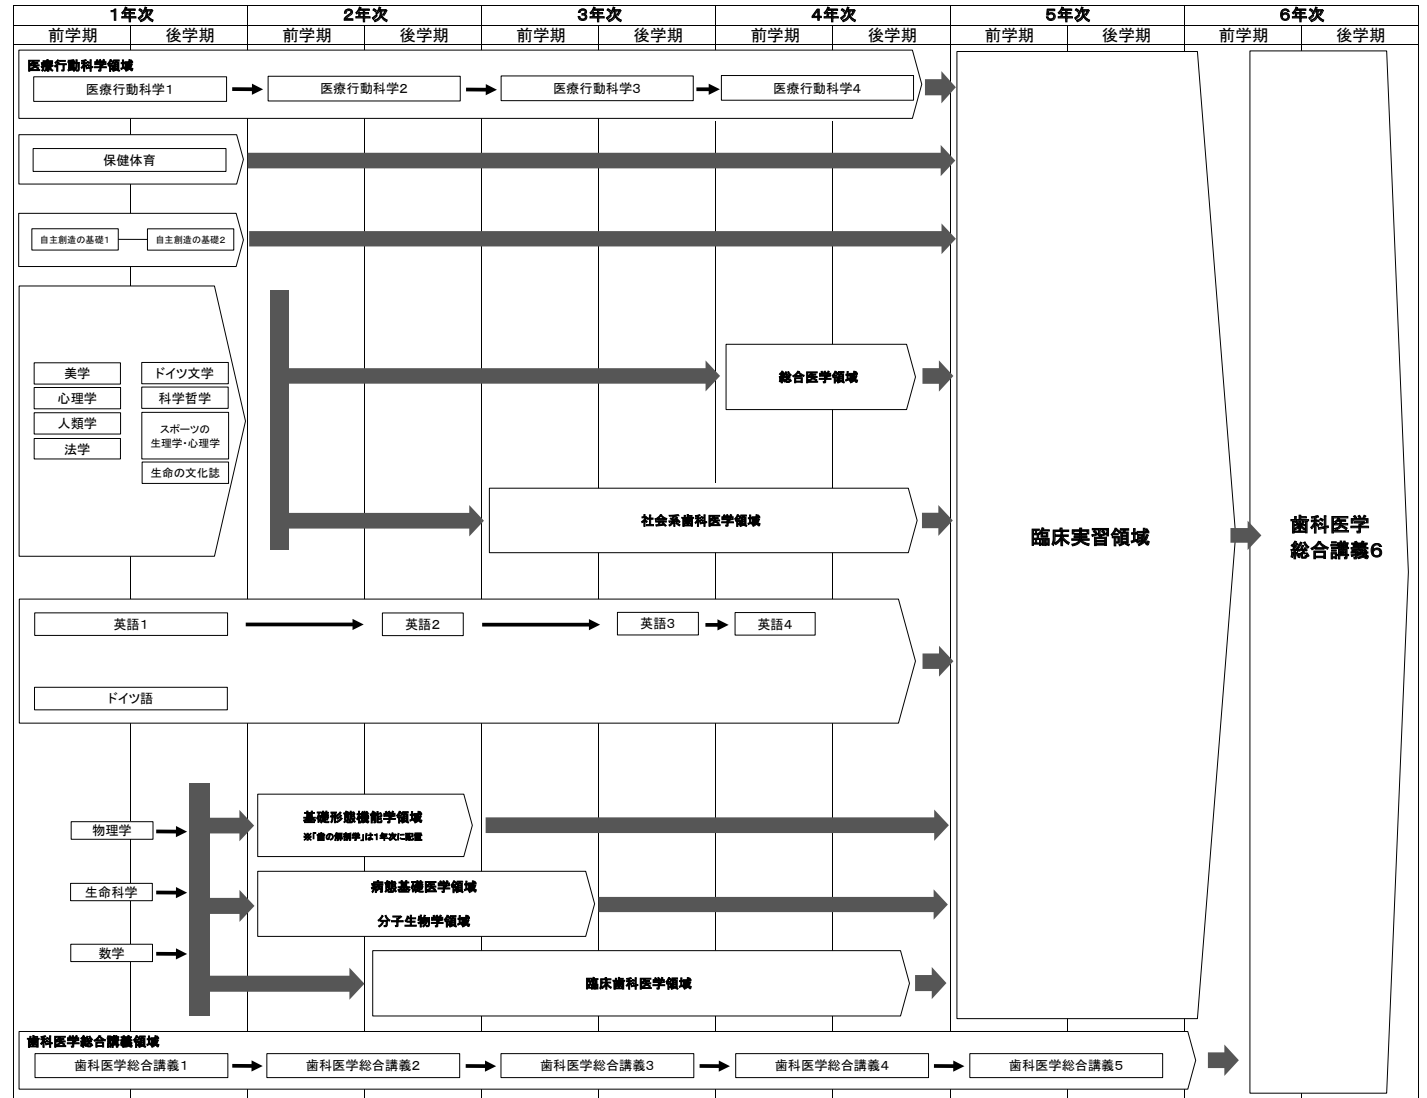 1年次 2年次 3年次 4年次 5年次 6年次
前学期 後学期 前学期 後学期 前学期 後学期 前学期 後学期 前学期 後学期 前学期 後学期
医療行動科学領域
医療行動科学1 医療行動科学2 医療行動科学3 医療行動科学4
保健体育
自主創造の基礎1 自主創造の基礎2
美学 ドイツ文学
心理学 科学哲学
人類学 スポーツの
生理学・心理学
法学
生命の文化誌
総合医学領域
社会系歯科医学領域
臨床実習領域
歯科医学
総合講義6
英語1 英語2 英語3 英語4
ドイツ語
物理学
生命科学
数学
基礎形態機能学領域
※「歯の解剖学」は1年次に配置
病態基礎医学領域
分子生物学領域
臨床歯科医学領域
歯科医学総合講義領域
歯科医学総合講義1 歯科医学総合講義2 歯科医学総合講義3 歯科医学総合講義4 歯科医学総合講義5